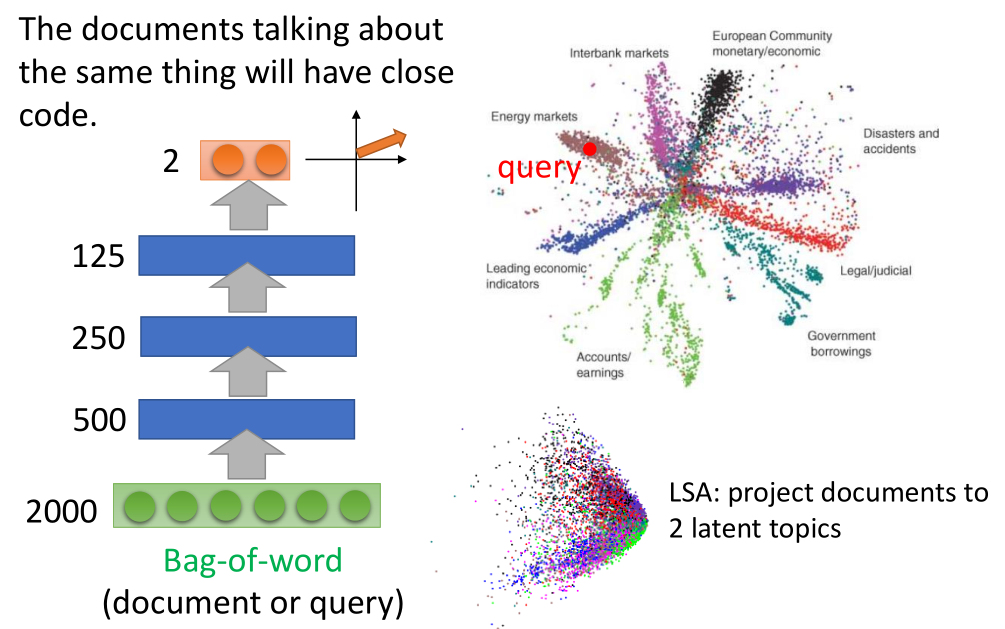 The documents talking about
the same thing will have close
code.
2
125
250
500
2000
Bag-of-word
(document or query)
Interbank markets
European Community
monetary/economic
Energy markets
query
Disasters and
accidents
Leading economic
indicators
Legal/judicial
Government
borrowings
Accounts/
earnings
LSA: project documents to
2 latent topics